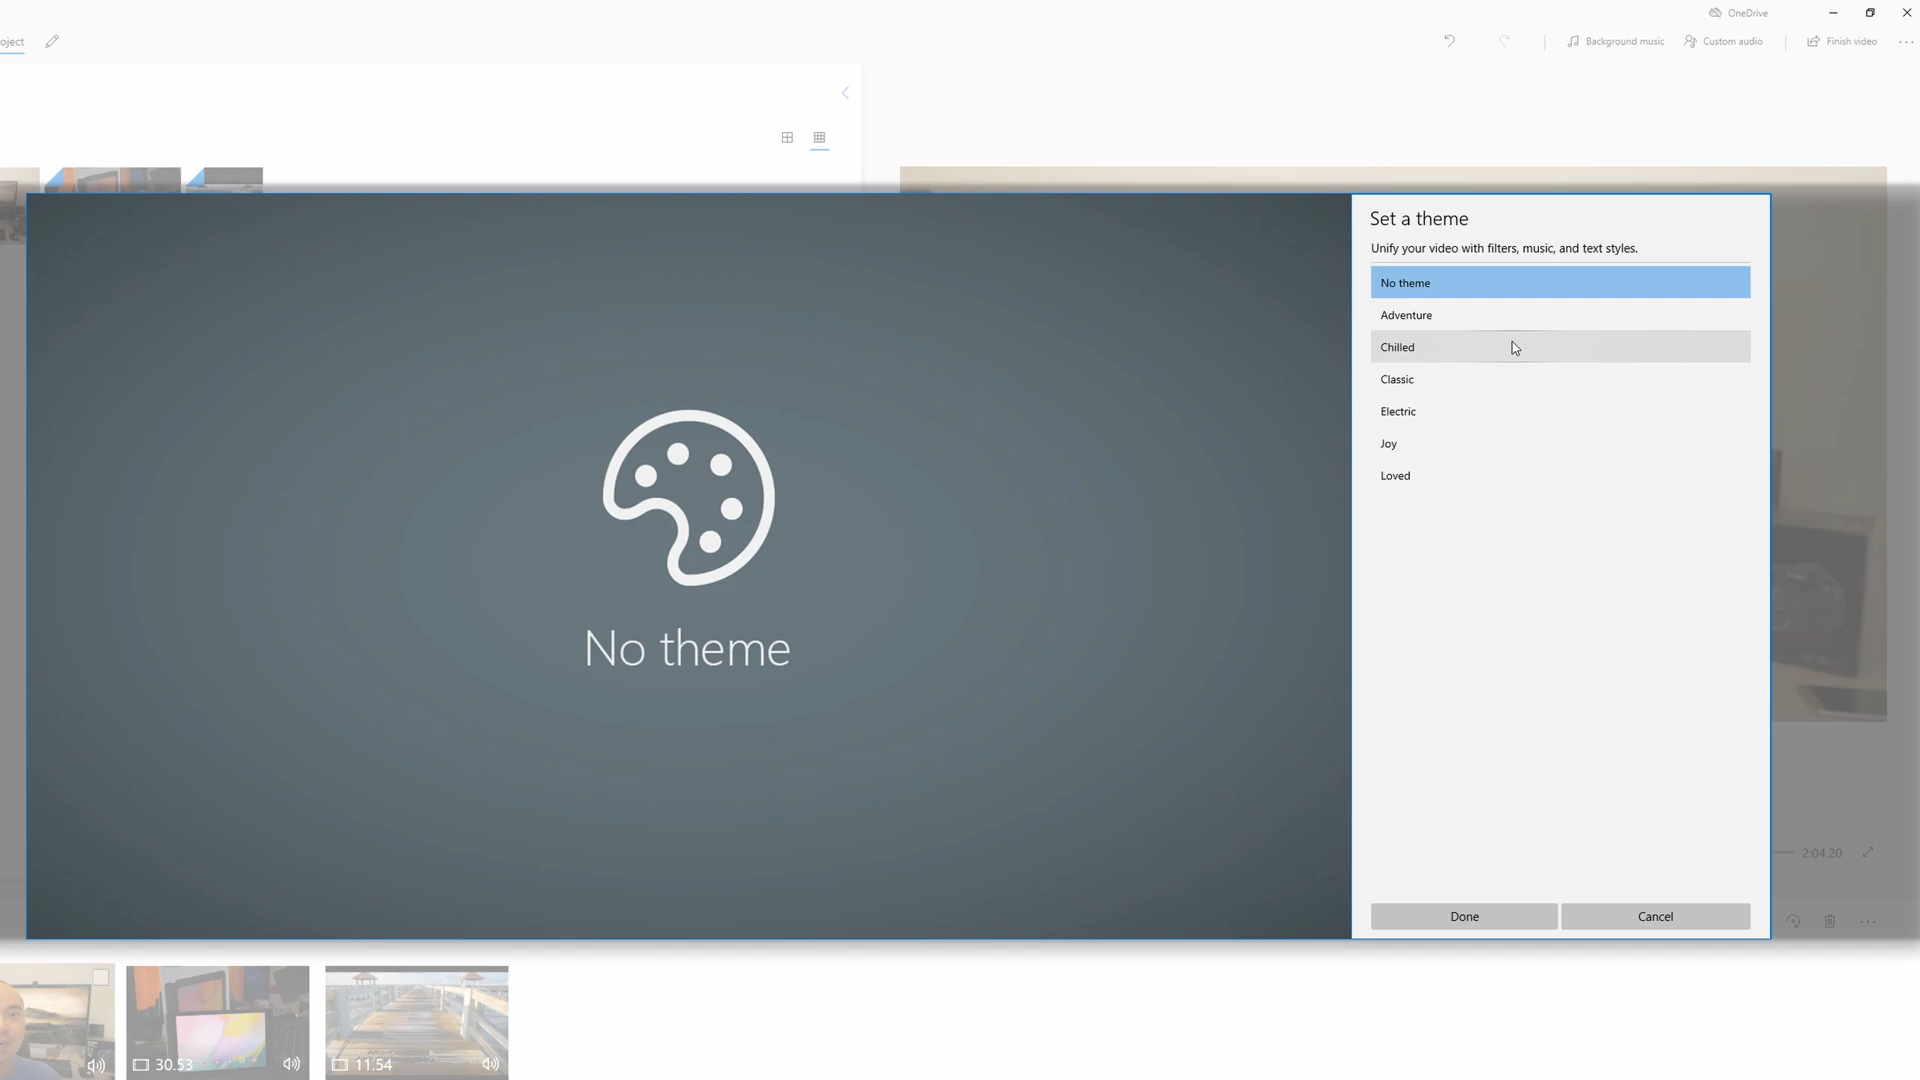 OneDrive
oject
Background music
Custom audio
Finish video
Set a theme
Unify your video with filters, music, and text styles.
No theme
Adventure
Chilled
Classic
Electric
Joy
Loved
No theme
2:04.20
Done
Cancel
30.53
11.54